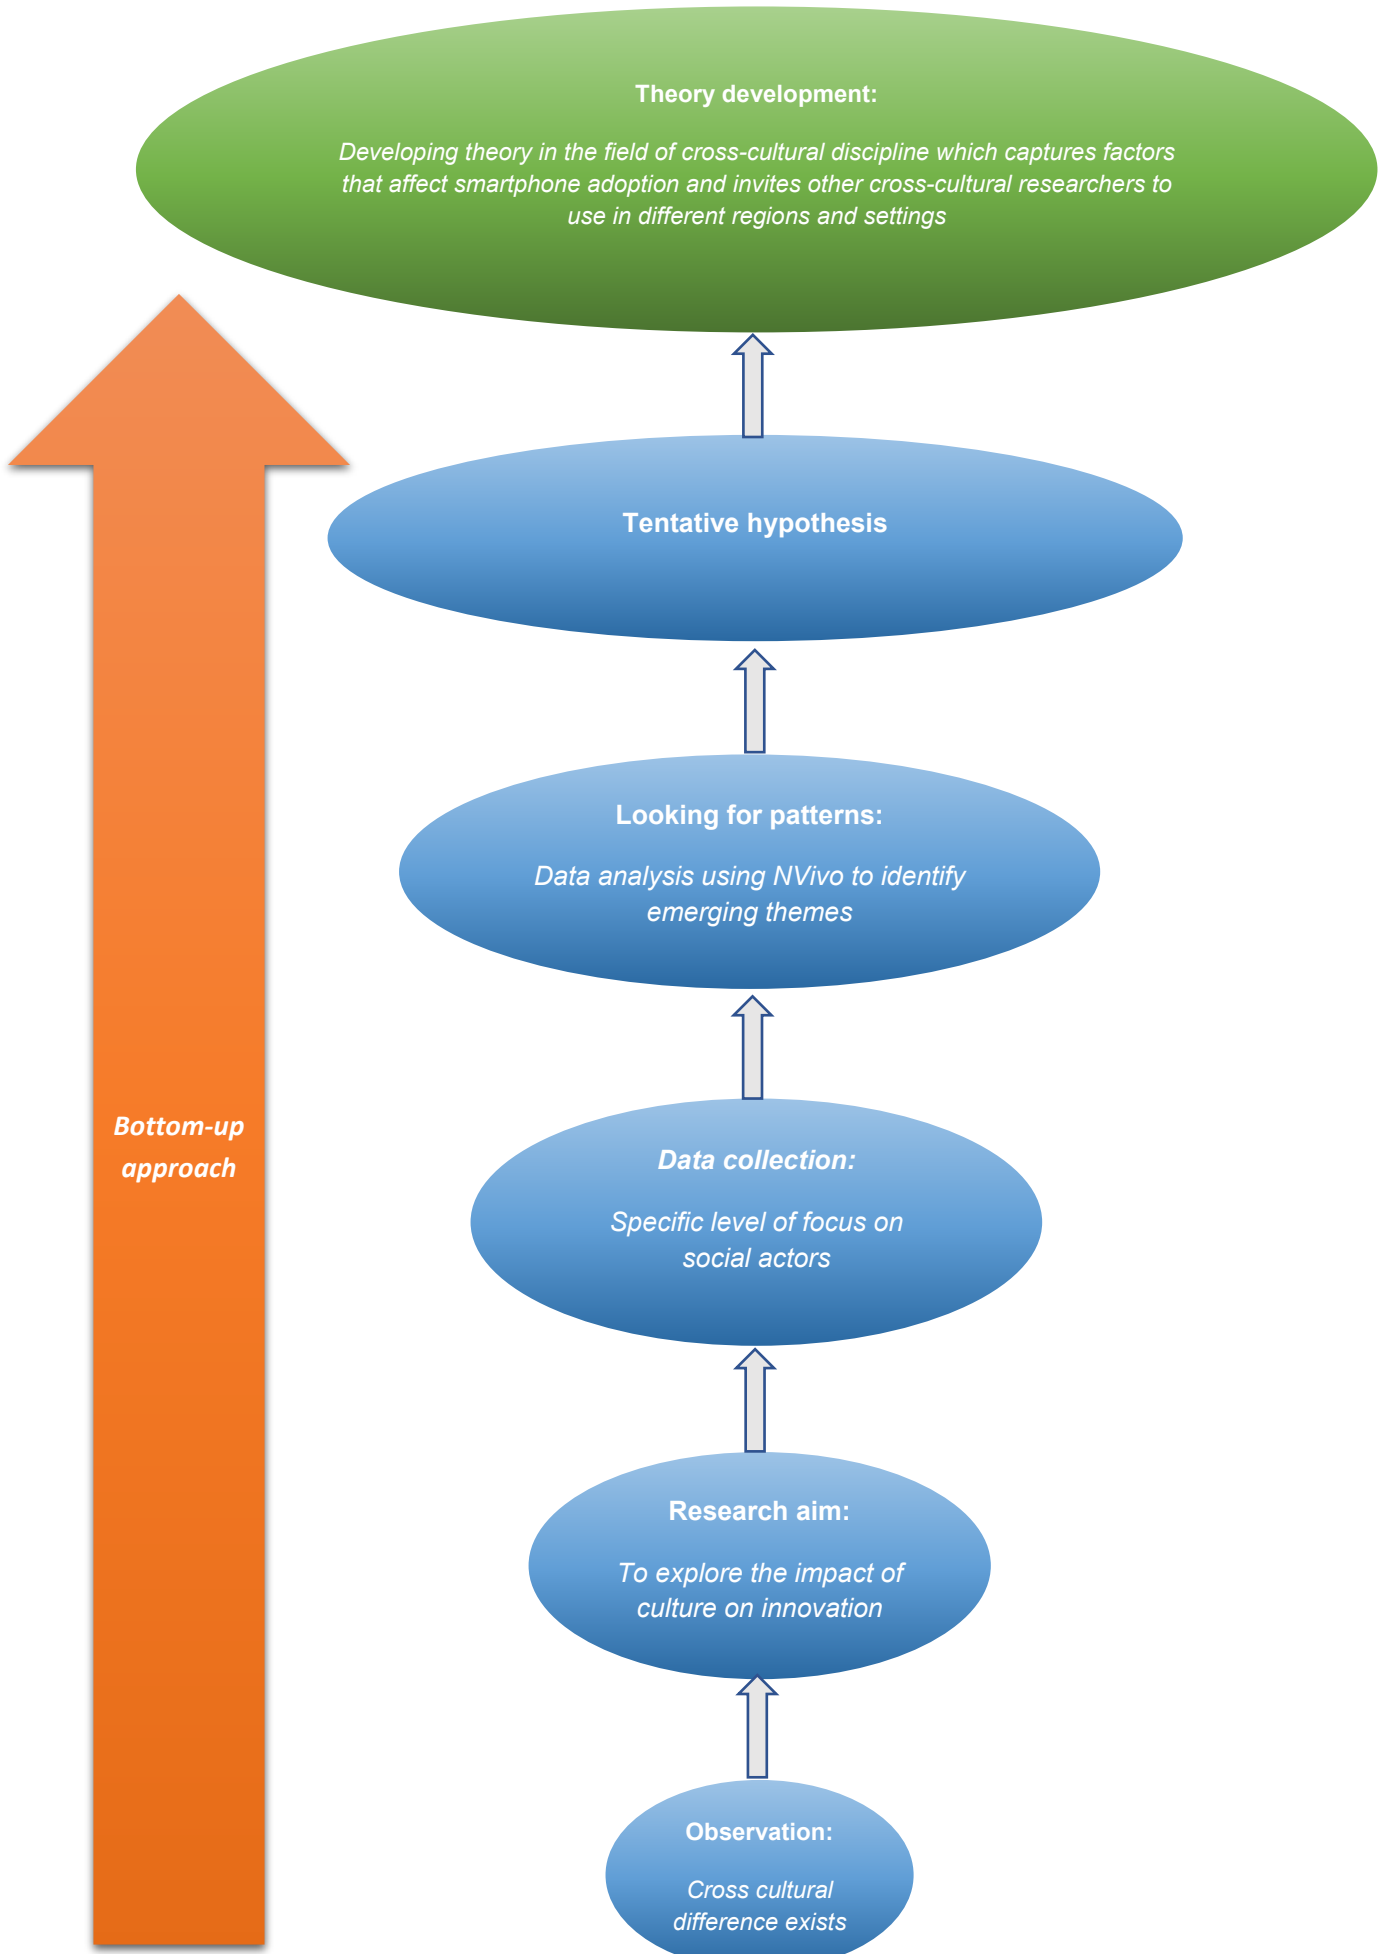 Theory development:
Developing theory in the field of cross-cultural discipline which captures factors
that affect smartphone adoption and invites other cross-cultural researchers to
use in different regions and settings
Tentative hypothesis
Looking for patterns:
Data analysis using NVivo to identify
emerging themes
Bottom-up
approach
Data collection:
Specific level of focus on
social actors
Research aim:
To explore the impact of
culture on innovation
Observation:
Cross cultural
difference exists